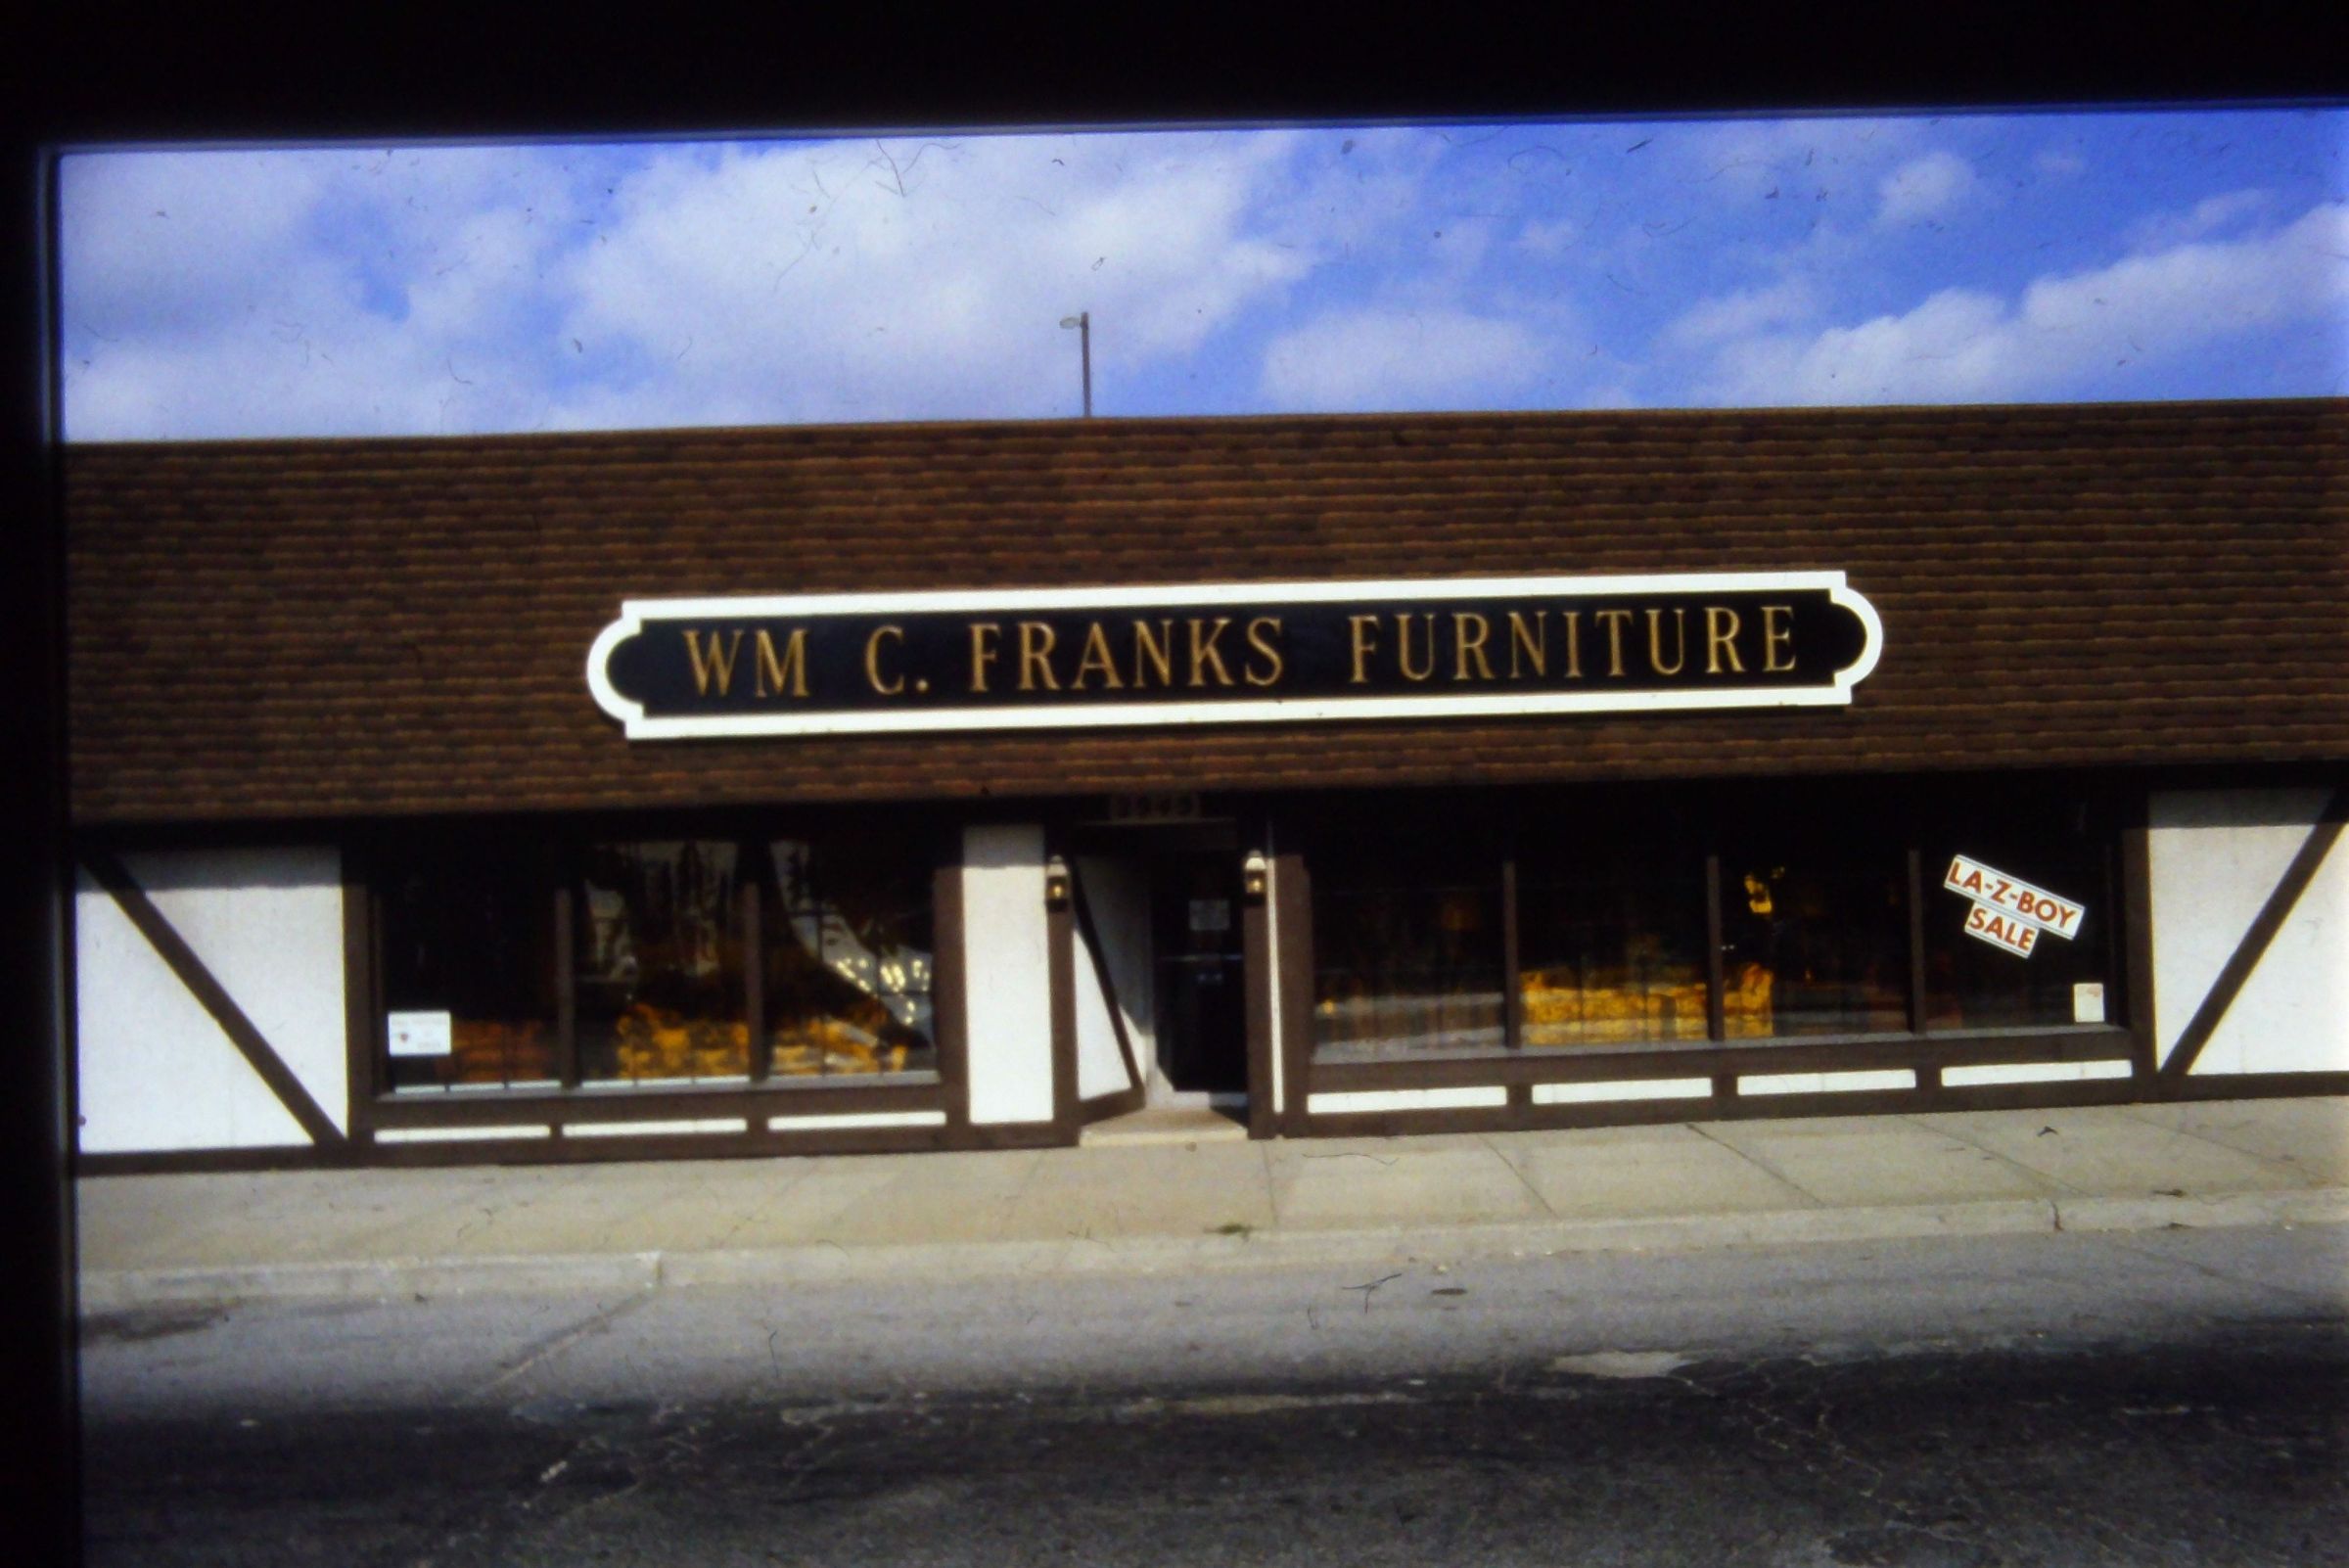 WM C. FRANKS FURNITURE
LA-Z-BOY
SALE